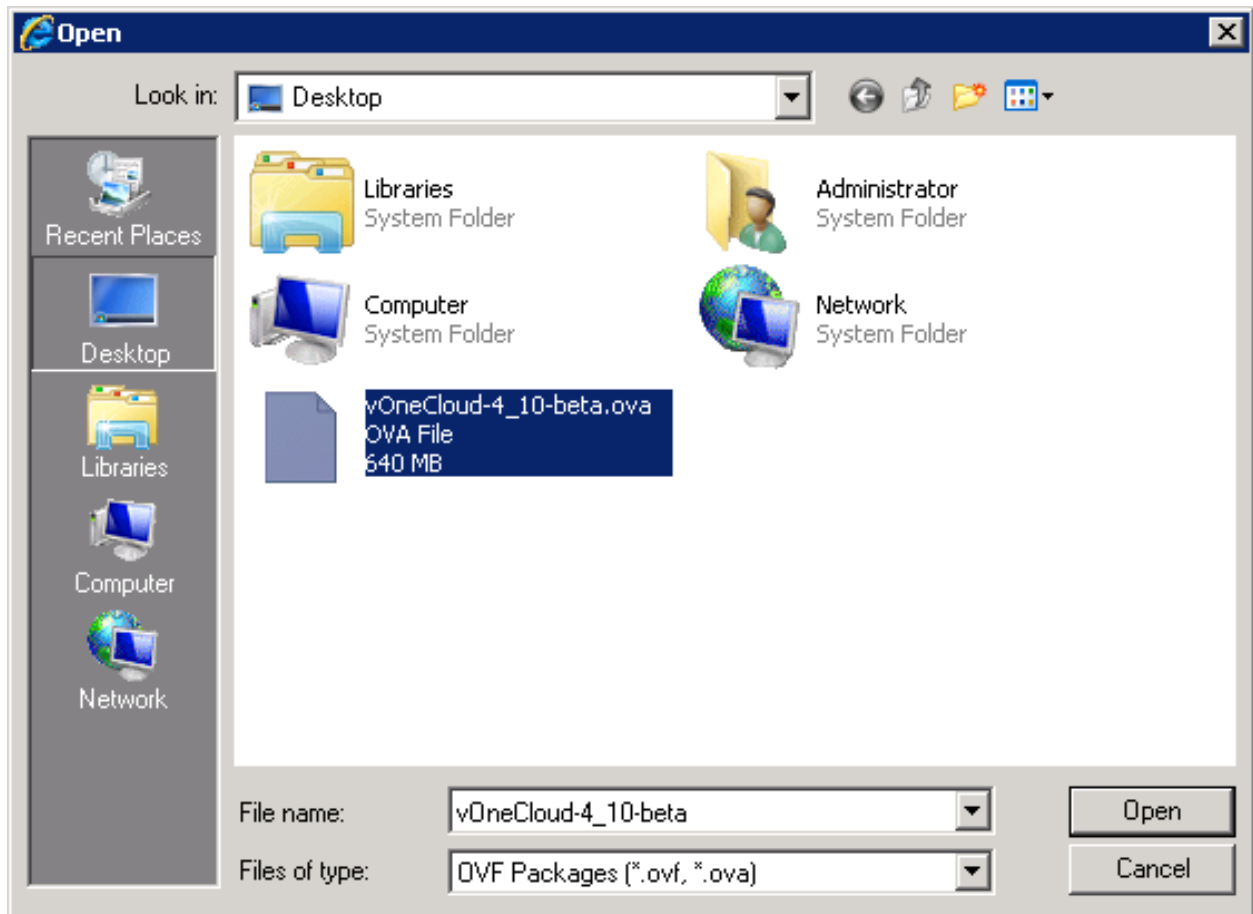 Open
Look in:
Desktop
Recent Places
Desktop
Libraries
Computer
Network
Libraries
System Folder
Administrator
System Folder
Computer
System Folder
Network
System Folder
vOneCloud-4_10-beta.ova
OVA File
640 MB
File name:
vOneCloud-4_10-beta
Open
Files of type:
OVF Packages (*.ovf, *.ova)
Cancel